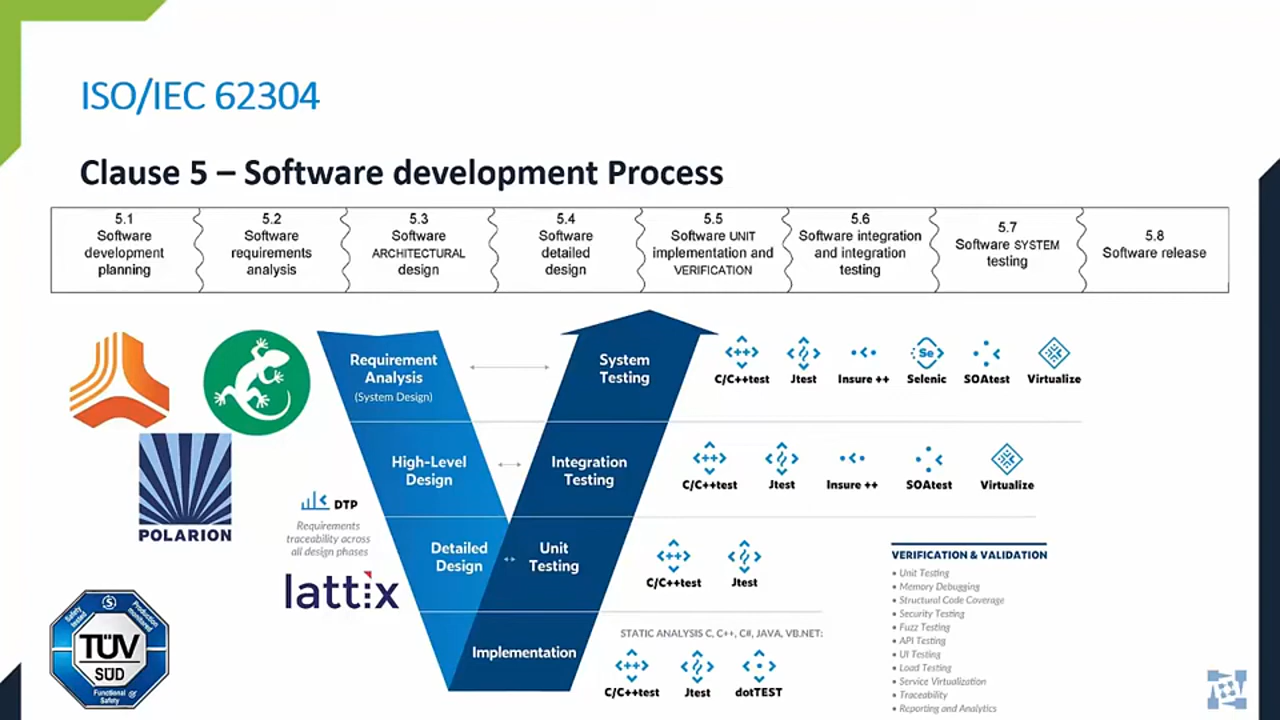 ISO/IEC 62304
Clause 5 – Software development Process
5.1
Software
development
planning
5.2
Software
requirements
analysis
5.3
Software
ARCHITECTURAL
design
5.4
Software
detailed
design
5.5
Software UNIT
implementation and
VERIFICATION
5.6
Software integration
and integration
testing
5.7
Software SYSTEM
testing
5.8
Software release
Requirement
Analysis
(System Design)
System
Testing
C/C++test
Jtest
Insure ++
Se
Selenic
SOAtest
Virtualize
High-Level
Design
Integration
Testing
C/C++test
Jtest
Insure ++
SOAtest
Virtualize
POLARION
DTP
Requirements
traceability across
all design phases
lattix
Detailed
Design
Unit
Testing
C/C++test
Jtest
Implementation
STATIC ANALYSIS C, C++, C#, JAVA, VB.NET:
C/C++test
Jtest
dotTEST
VERIFICATION & VALIDATION
• Unit Testing
• Memory Debugging
• Structural Code Coverage
• Security Testing
• Fuzz Testing
• API Testing
• UI Testing
• Load Testing
• Service Virtualization
• Traceability
• Reporting and Analytics
Safety
tested
S
Production
monitored
TÜV
SÜD
Functional
Safety